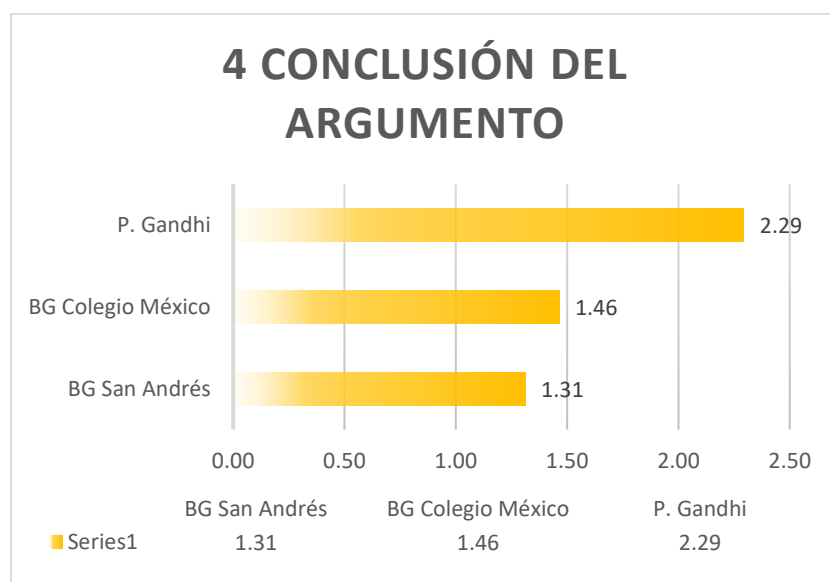 4 CONCLUSIÓN DEL
ARGUMENTO
P. Gandhi
2.29
BG Colegio México
1.46
BG San Andrés
1.31
0.00 0.50 1.00 1.50 2.00 2.50
BG San Andrés BG Colegio México P. Gandhi
Series1 1.31 1.46 2.29